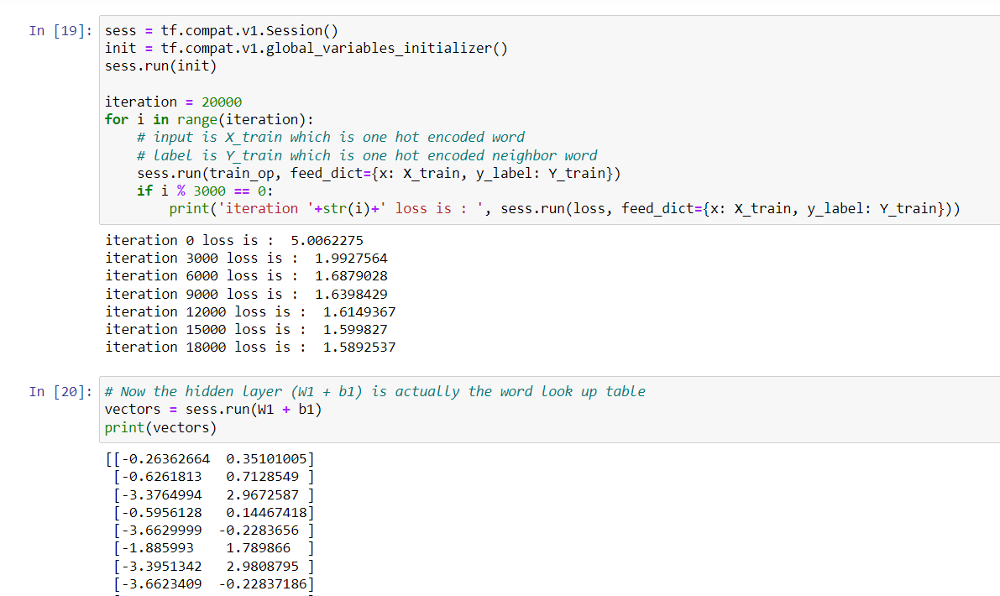 In [19]: sess = tf.compat.v1.Session()
init = tf.compat.v1.global_variables_initializer()
sess.run(init)
iteration = 20000
for i in range(iteration):
    # input is X_train which is one hot encoded word
    # label is Y_train which is one hot encoded neighbor word
    sess.run(train_op, feed_dict={x: X_train, y_label: Y_train})
    if i % 3000 == 0:
        print('iteration '+str(i)+' loss is : ', sess.run(loss, feed_dict={x: X_train, y_label: Y_train}))
iteration 0 loss is :  5.0062275
iteration 3000 loss is :  1.9927564
iteration 6000 loss is :  1.6879028
iteration 9000 loss is :  1.6398429
iteration 12000 loss is :  1.6149367
iteration 15000 loss is :  1.599827
iteration 18000 loss is :  1.5892537
In [20]: # Now the hidden layer (W1 + b1) is actually the word look up table
vectors = sess.run(W1 + b1)
print(vectors)
[[-0.26362664  0.35101005]
 [-0.6261813   0.7128549 ]
 [-3.3764994   2.9672587 ]
 [-0.5956128   0.14467418]
 [-3.6629999  -0.2283656 ]
 [-1.885993    1.789866  ]
 [-3.3951342   2.9808795 ]
 [-3.6623409  -0.22837186]